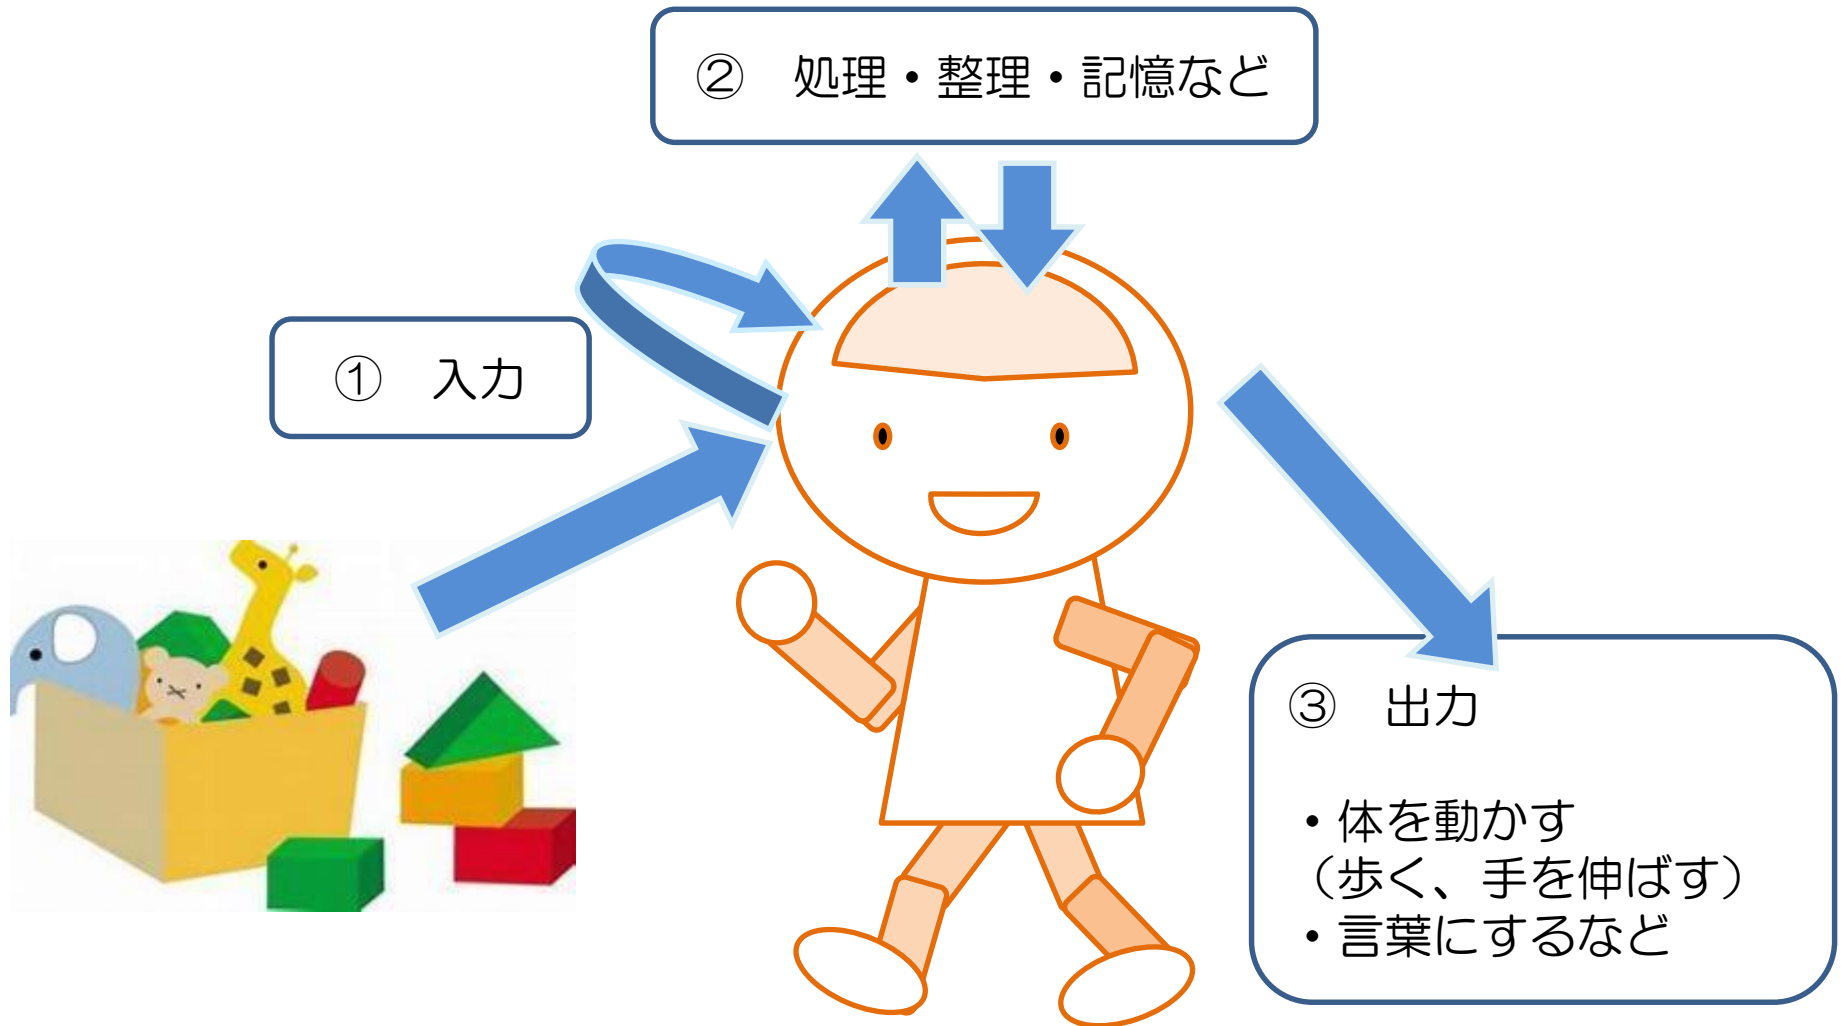 ② 処理・整理・記憶など
① 入力
③ 出力
・体を動かす
（歩く、手を伸ばす）
・言葉にするなど